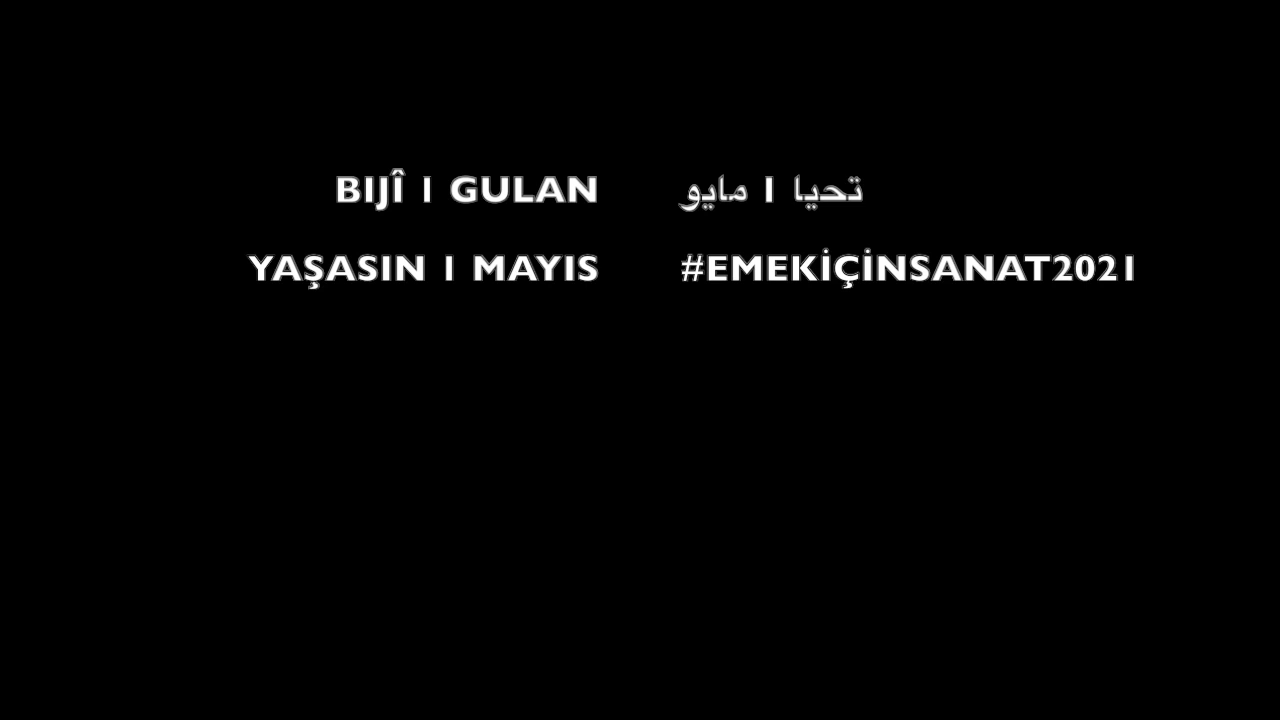 BIJÎ 1 GULAN
تحيا 1 مايو
YAŞASIN 1 MAYIS
#EMEKİÇİNSANAT2021